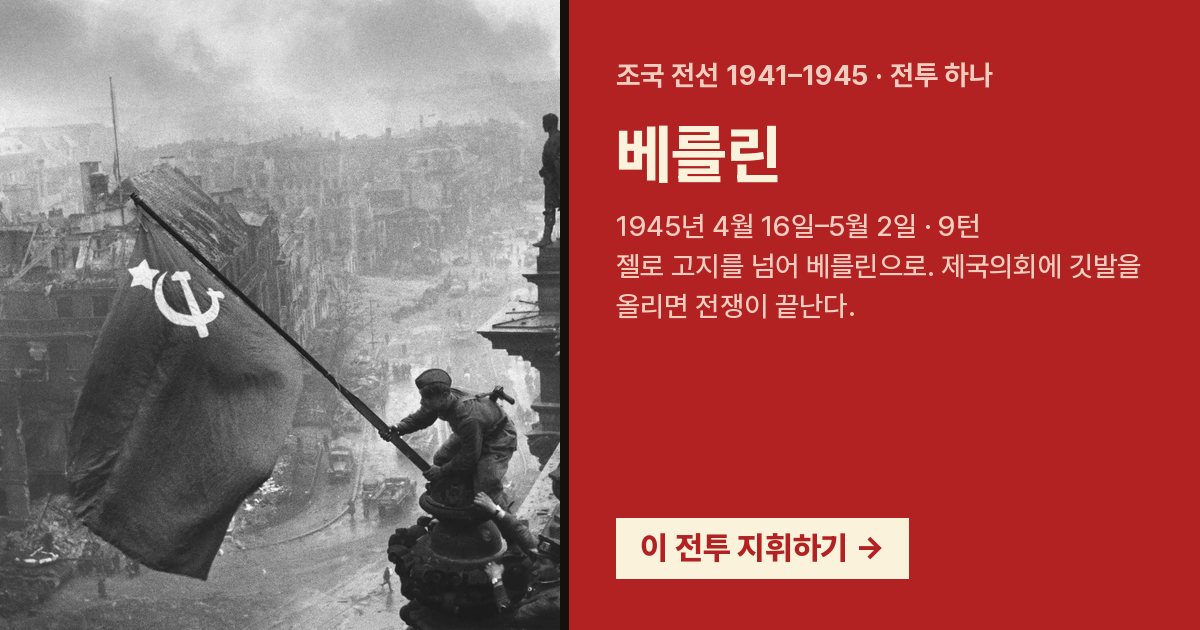 조국 전선 1941–1945 · 전투 하나
베를린
1945년 4월 16일–5월 2일 · 9턴
젤로 고지를 넘어 베를린으로. 제국의회에 깃발을
올리면 전쟁이 끝난다.
이 전투 지휘하기 →